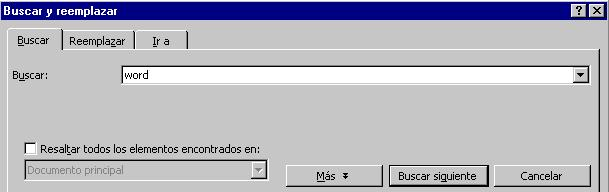 Buscar y reemplazar
Buscar Reemplazar Ir a
Buscar: word
Resaltar todos los elementos encontrados en:
Documento principal
Más Buscar siguiente Cancelar